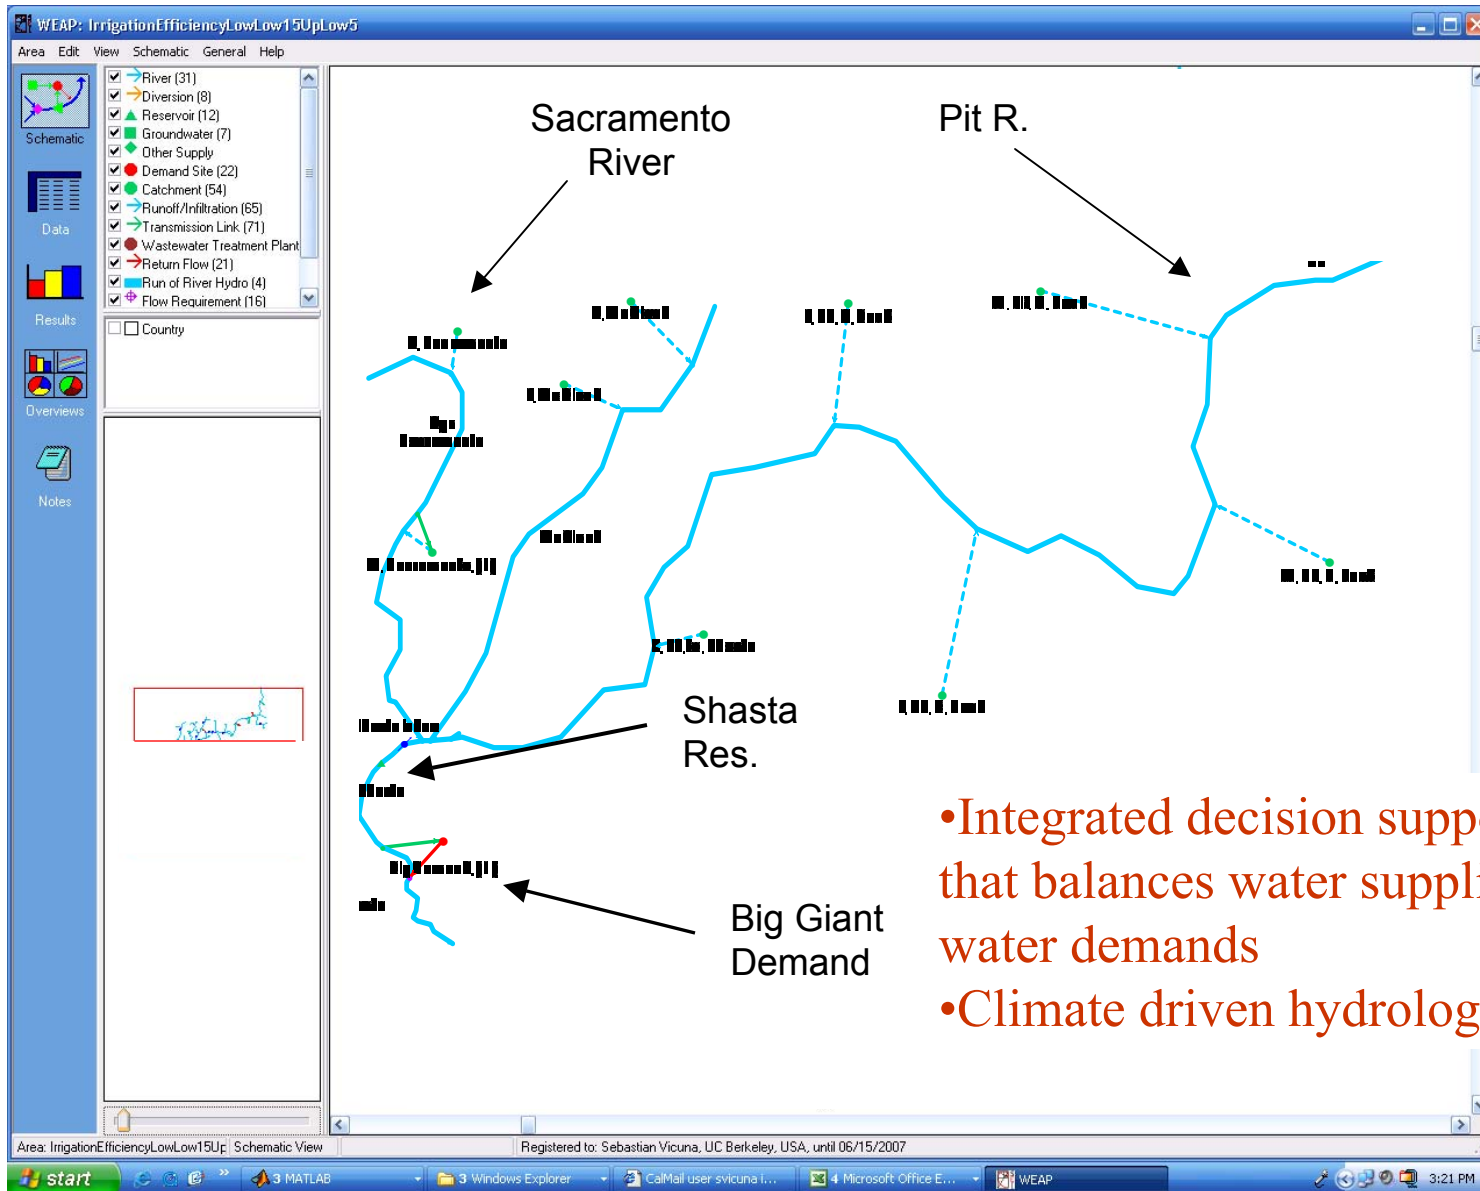 WEAP: IrrigationEfficiencyLowLow15UpLow5
Area Edit View Schematic General Help
Schematic
Data
Results
Overviews
Notes
River (31)
Diversion (8)
Reservoir (12)
Groundwater (7)
Other Supply
Demand Site (22)
Catchment (54)
Runoff/Infiltration (65)
Transmission Link (71)
Wastewater Treatment Plant
Return Flow (21)
Run of River Hydro (4)
Flow Requirement (16)
Country
Sacramento
River
Pit R.
Shasta
Res.
Big Giant
Demand
•Integrated decision supp
that balances water suppli
water demands
•Climate driven hydrolog
Area: IrrigationEfficiencyLowLow15Up Schematic View Registered to: Sebastian Vicuna, UC Berkeley, USA, until 06/15/2007
start 3 MATLAB 3 Windows Explorer CalMail user svicuna i... 4 Microsoft Office E... WEAP 3:21 PM